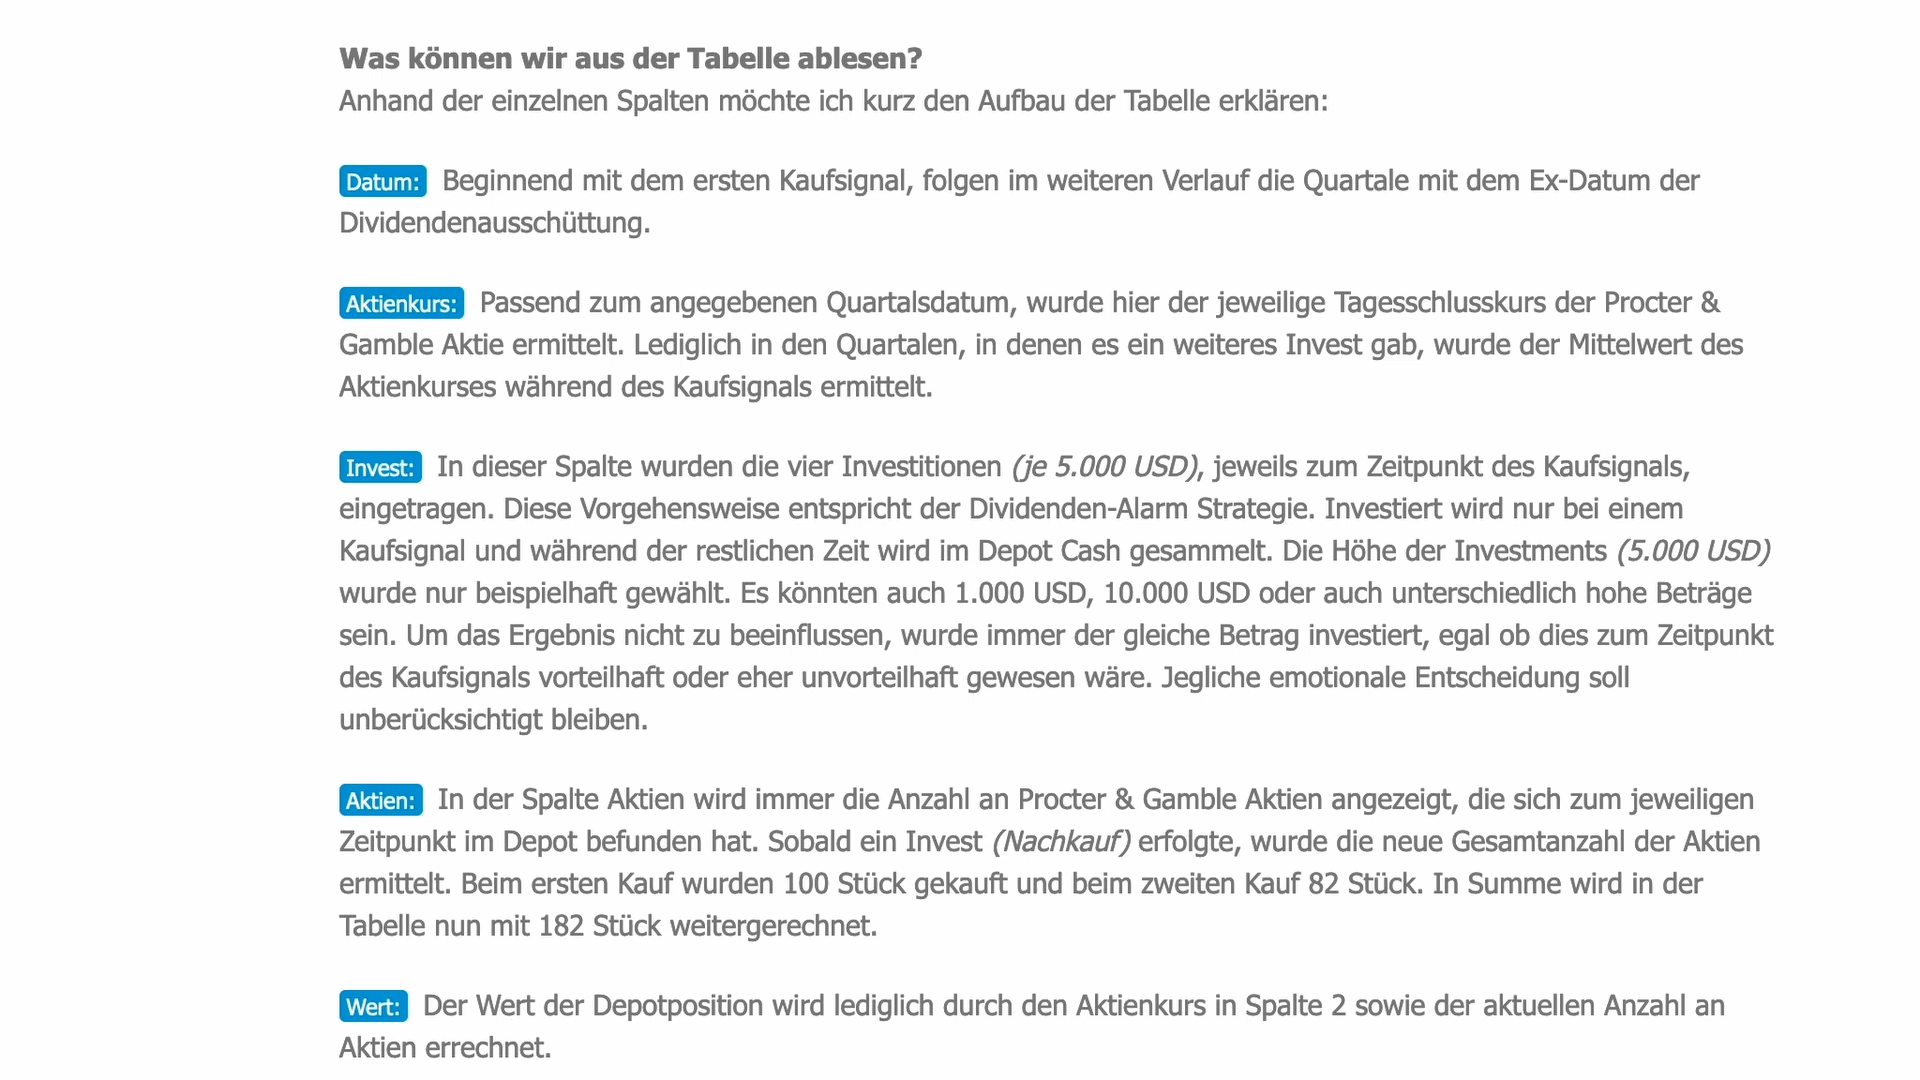 Was können wir aus der Tabelle ablesen?
Anhand der einzelnen Spalten möchte ich kurz den Aufbau der Tabelle erklären:
Datum: Beginnend mit dem ersten Kaufsignal, folgen im weiteren Verlauf die Quartale mit dem Ex-Datum der
Dividendenausschüttung.
Aktienkurs: Passend zum angegebenen Quartalsdatum, wurde hier der jeweilige Tagesschlusskurs der Procter &
Gamble Aktie ermittelt. Lediglich in den Quartalen, in denen es ein weiteres Invest gab, wurde der Mittelwert des
Aktienkurses während des Kaufsignals ermittelt.
Invest: In dieser Spalte wurden die vier Investitionen (je 5.000 USD), jeweils zum Zeitpunkt des Kaufsignals,
eingetragen. Diese Vorgehensweise entspricht der Dividenden-Alarm Strategie. Investiert wird nur bei einem
Kaufsignal und während der restlichen Zeit wird im Depot Cash gesammelt. Die Höhe der Investments (5.000 USD)
wurde nur beispielhaft gewählt. Es könnten auch 1.000 USD, 10.000 USD oder auch unterschiedlich hohe Beträge
sein. Um das Ergebnis nicht zu beeinflussen, wurde immer der gleiche Betrag investiert, egal ob dies zum Zeitpunkt
des Kaufsignals vorteilhaft oder eher unvorteilhaft gewesen wäre. Jegliche emotionale Entscheidung soll
unberücksichtigt bleiben.
Aktien: In der Spalte Aktien wird immer die Anzahl an Procter & Gamble Aktien angezeigt, die sich zum jeweiligen
Zeitpunkt im Depot befunden hat. Sobald ein Invest (Nachkauf) erfolgte, wurde die neue Gesamtanzahl der Aktien
ermittelt. Beim ersten Kauf wurden 100 Stück gekauft und beim zweiten Kauf 82 Stück. In Summe wird in der
Tabelle nun mit 182 Stück weitergerechnet.
Wert: Der Wert der Depotposition wird lediglich durch den Aktienkurs in Spalte 2 sowie der aktuellen Anzahl an
Aktien errechnet.